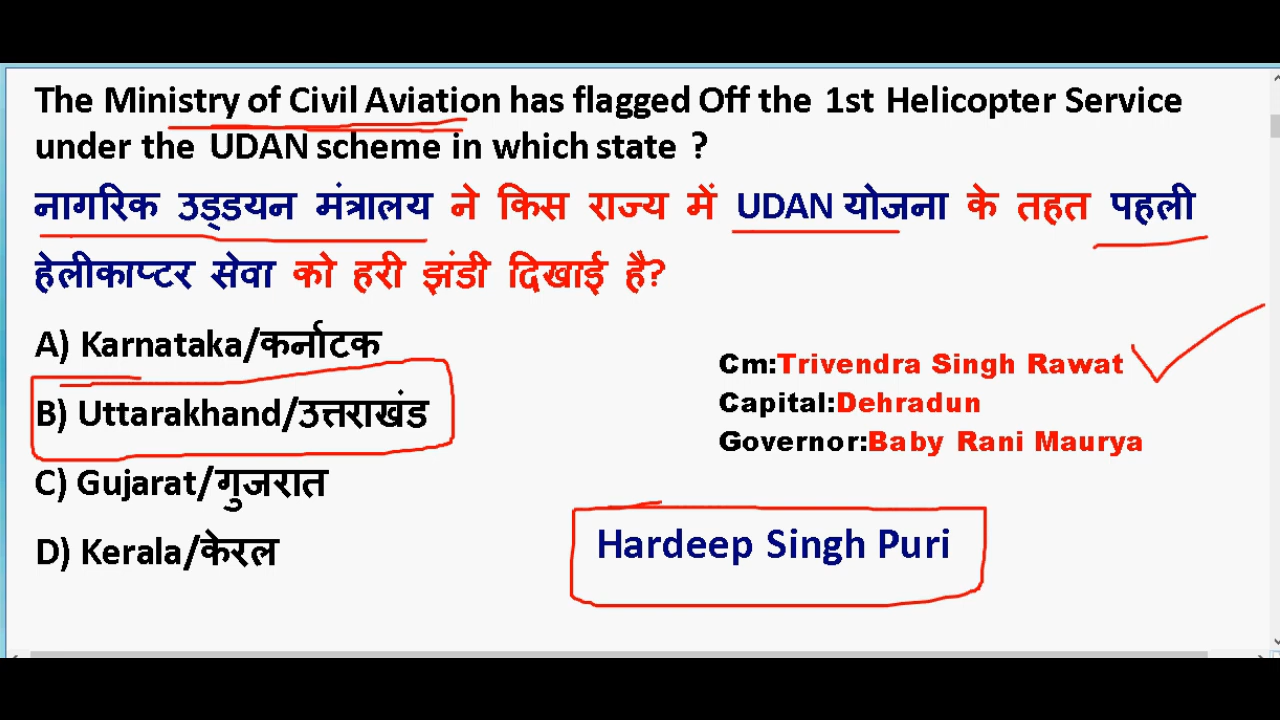 The Ministry of Civil Aviation has flagged Off the 1st Helicopter Service
under the UDAN scheme in which state ?
नागरिक उड्डयन मंत्रालय ने किस राज्य में UDAN योजना के तहत पहली
हेलीकाप्टर सेवा को हरी झंडी दिखाई है?
A) Karnataka/कर्नाटक
B) Uttarakhand/उत्तराखंड
C) Gujarat/गुजरात
D) Kerala/केरल
Cm:Trivendra Singh Rawat
Capital:Dehradun
Governor:Baby Rani Maurya
Hardeep Singh Puri